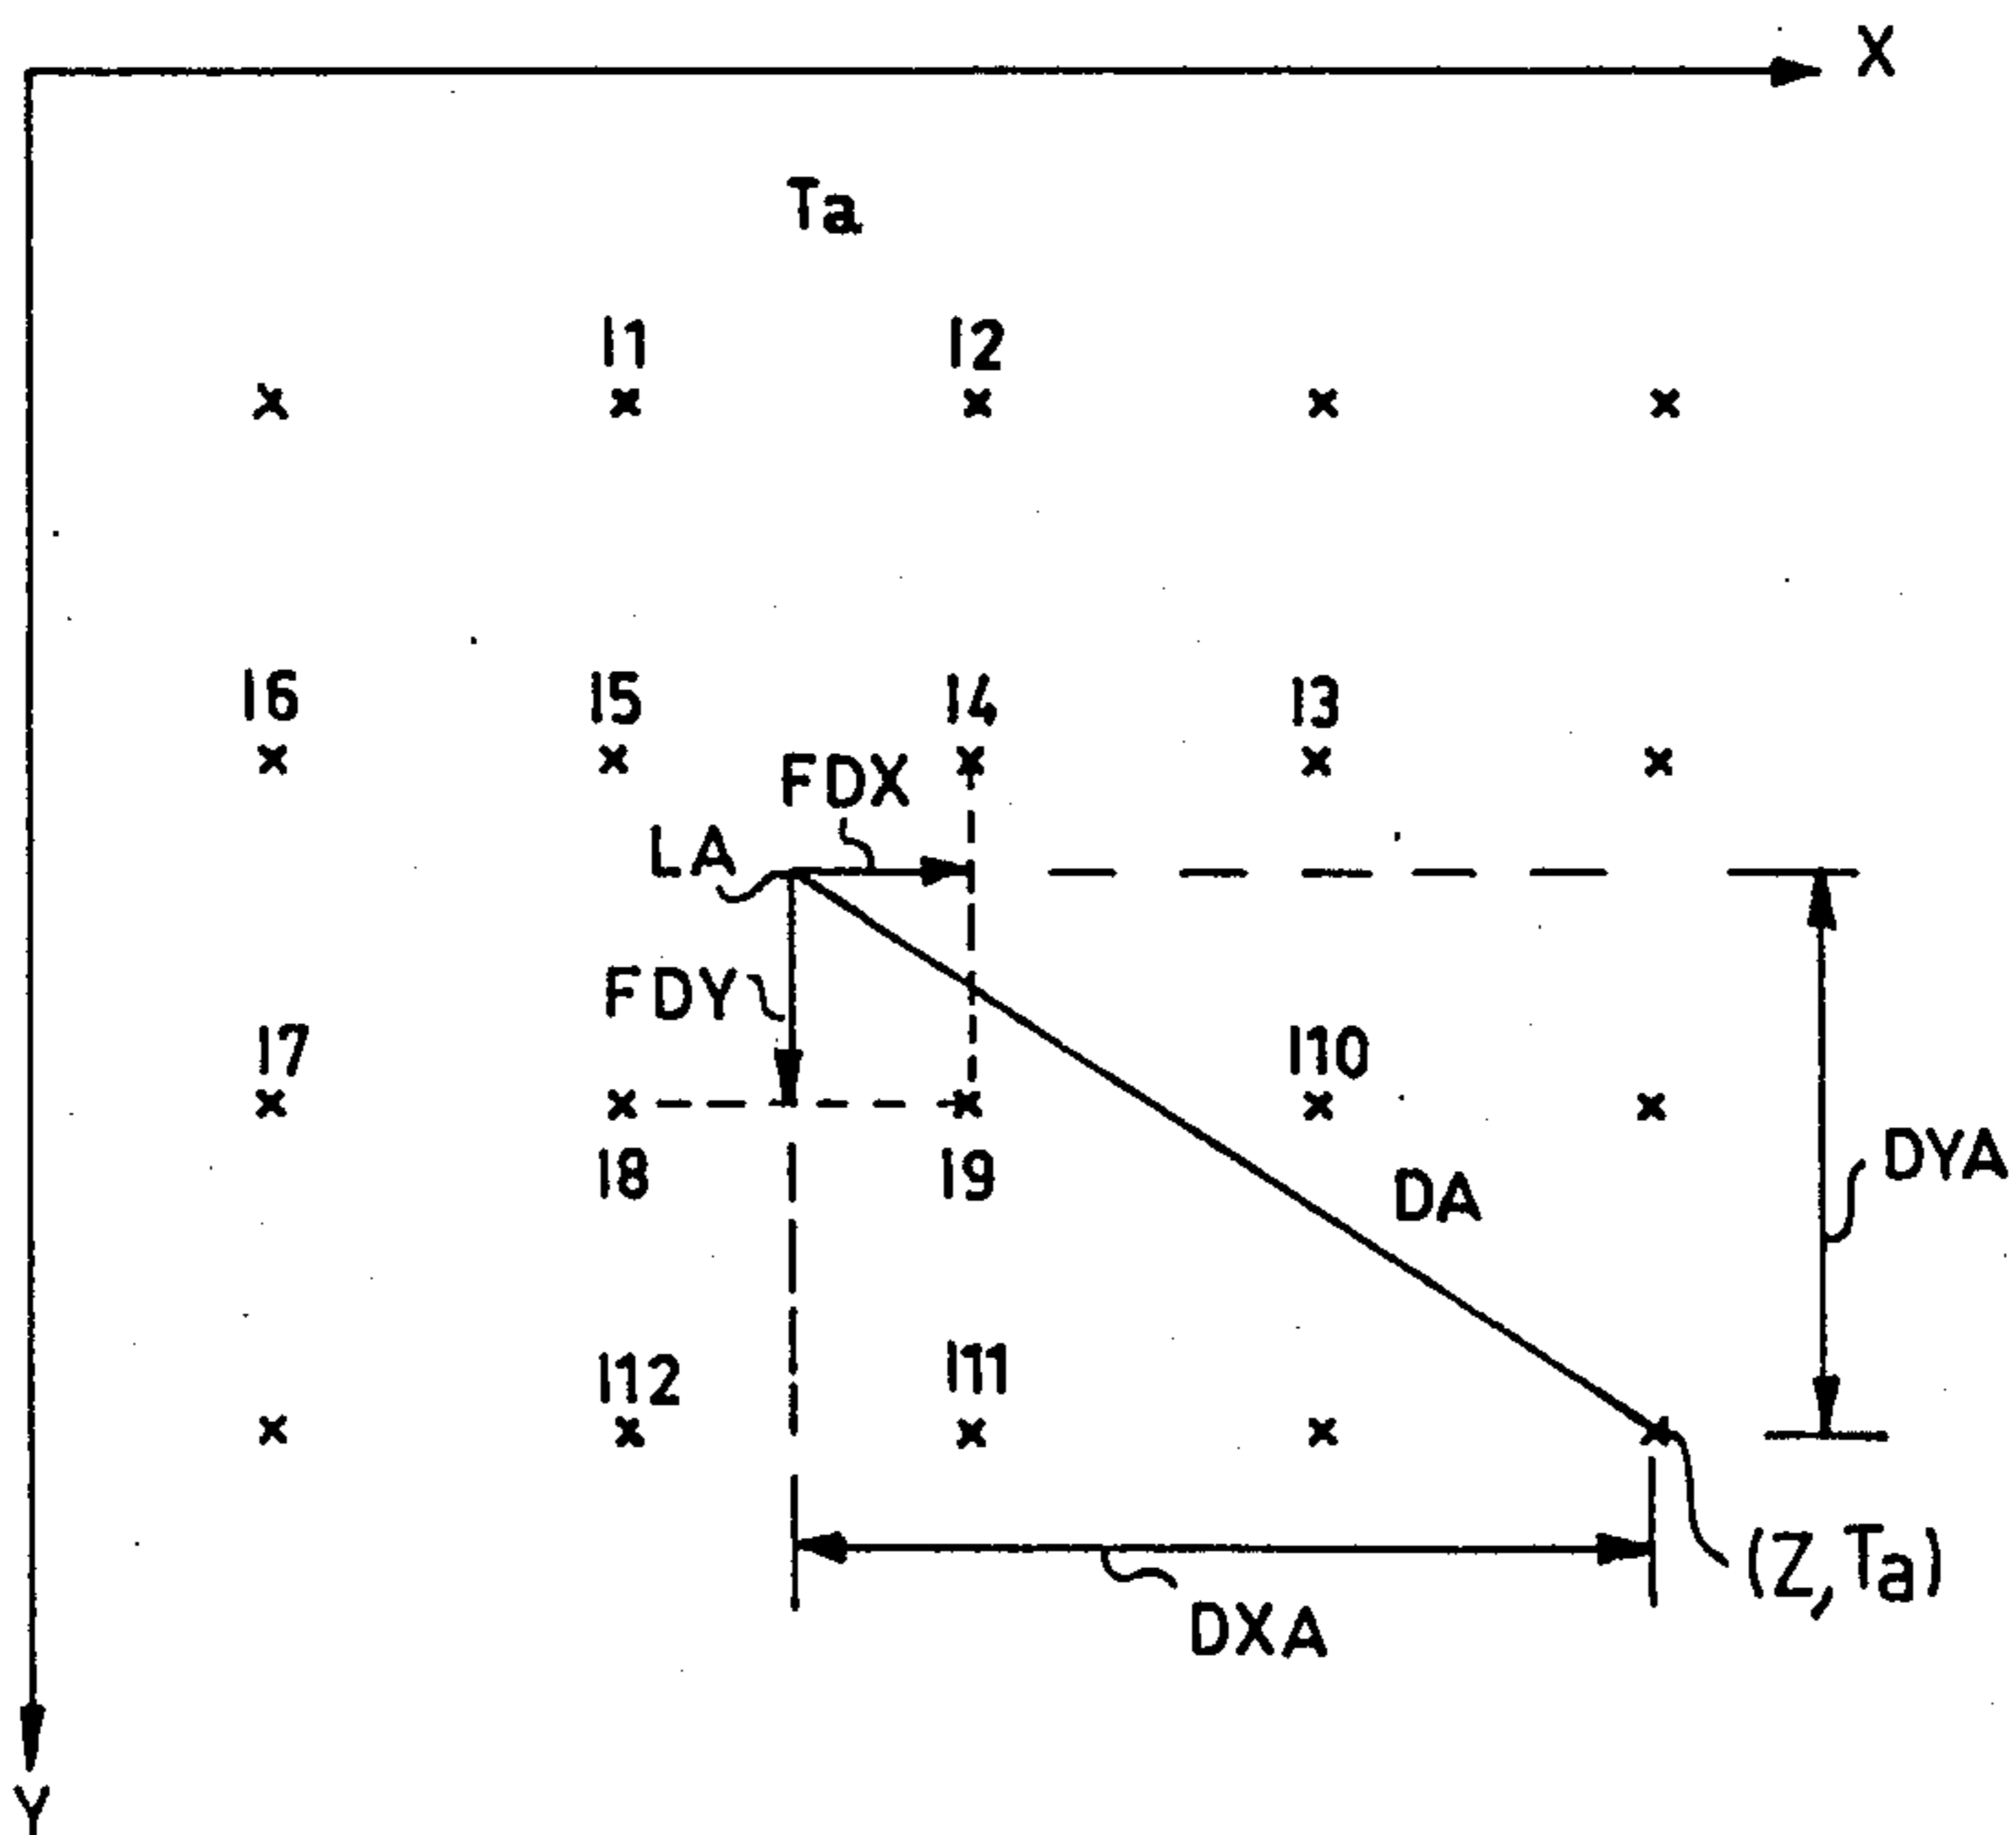 X
Ta
I1 I2
I6 I5 I4 I3
FDX
LA
FDY
I7 I10
I8 I9
DYA
DA
I12 I11
(Z,Ta)
DXA
Y